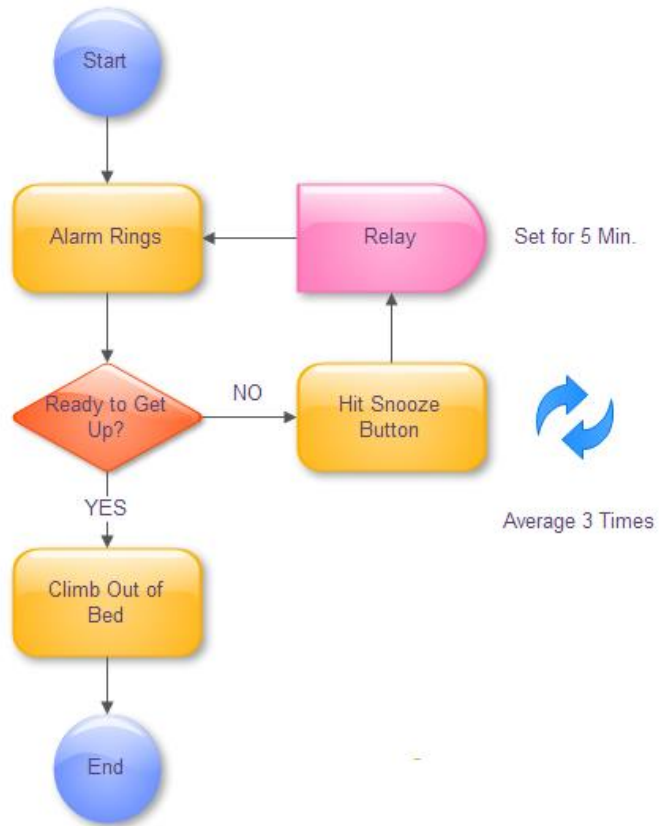 Start
Alarm Rings
Relay
Set for 5 Min.
Ready to Get
Up?
NO
Hit Snooze
Button
Average 3 Times
YES
Climb Out of
Bed
End